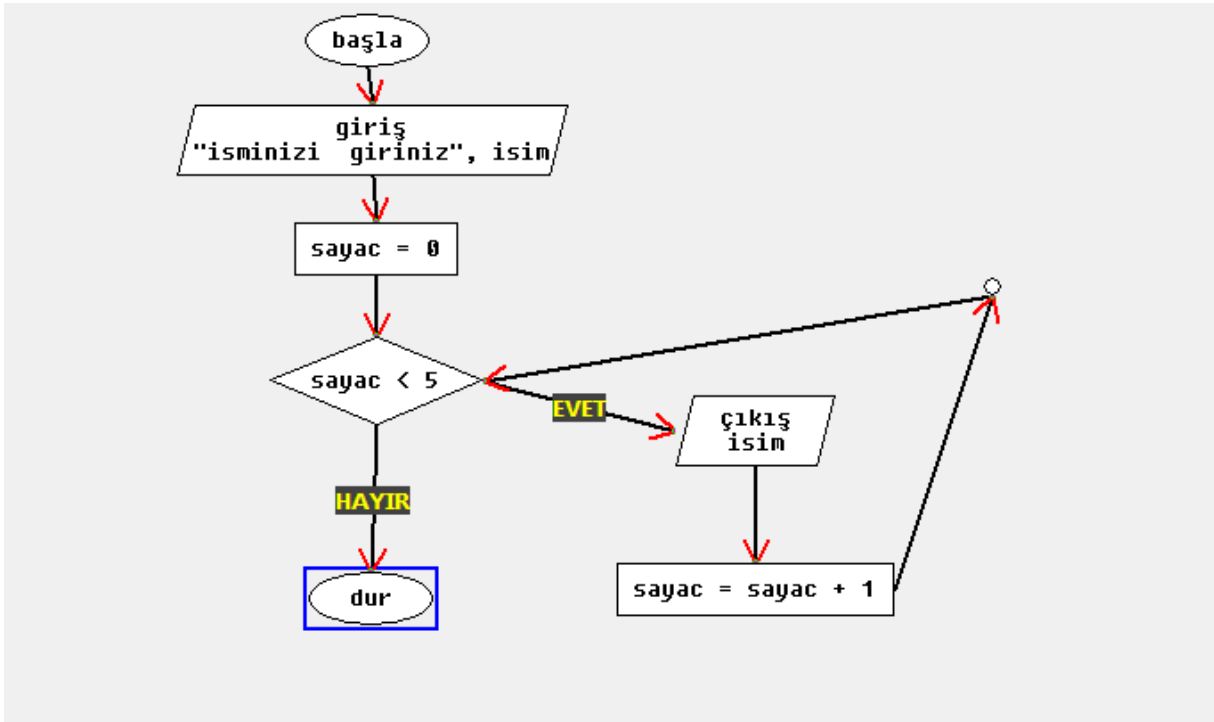 başla
giriş
"isminizi giriniz", isim
sayac = 0
sayac < 5
EVET
çıkış
isim
sayac = sayac + 1
HAYIR
dur